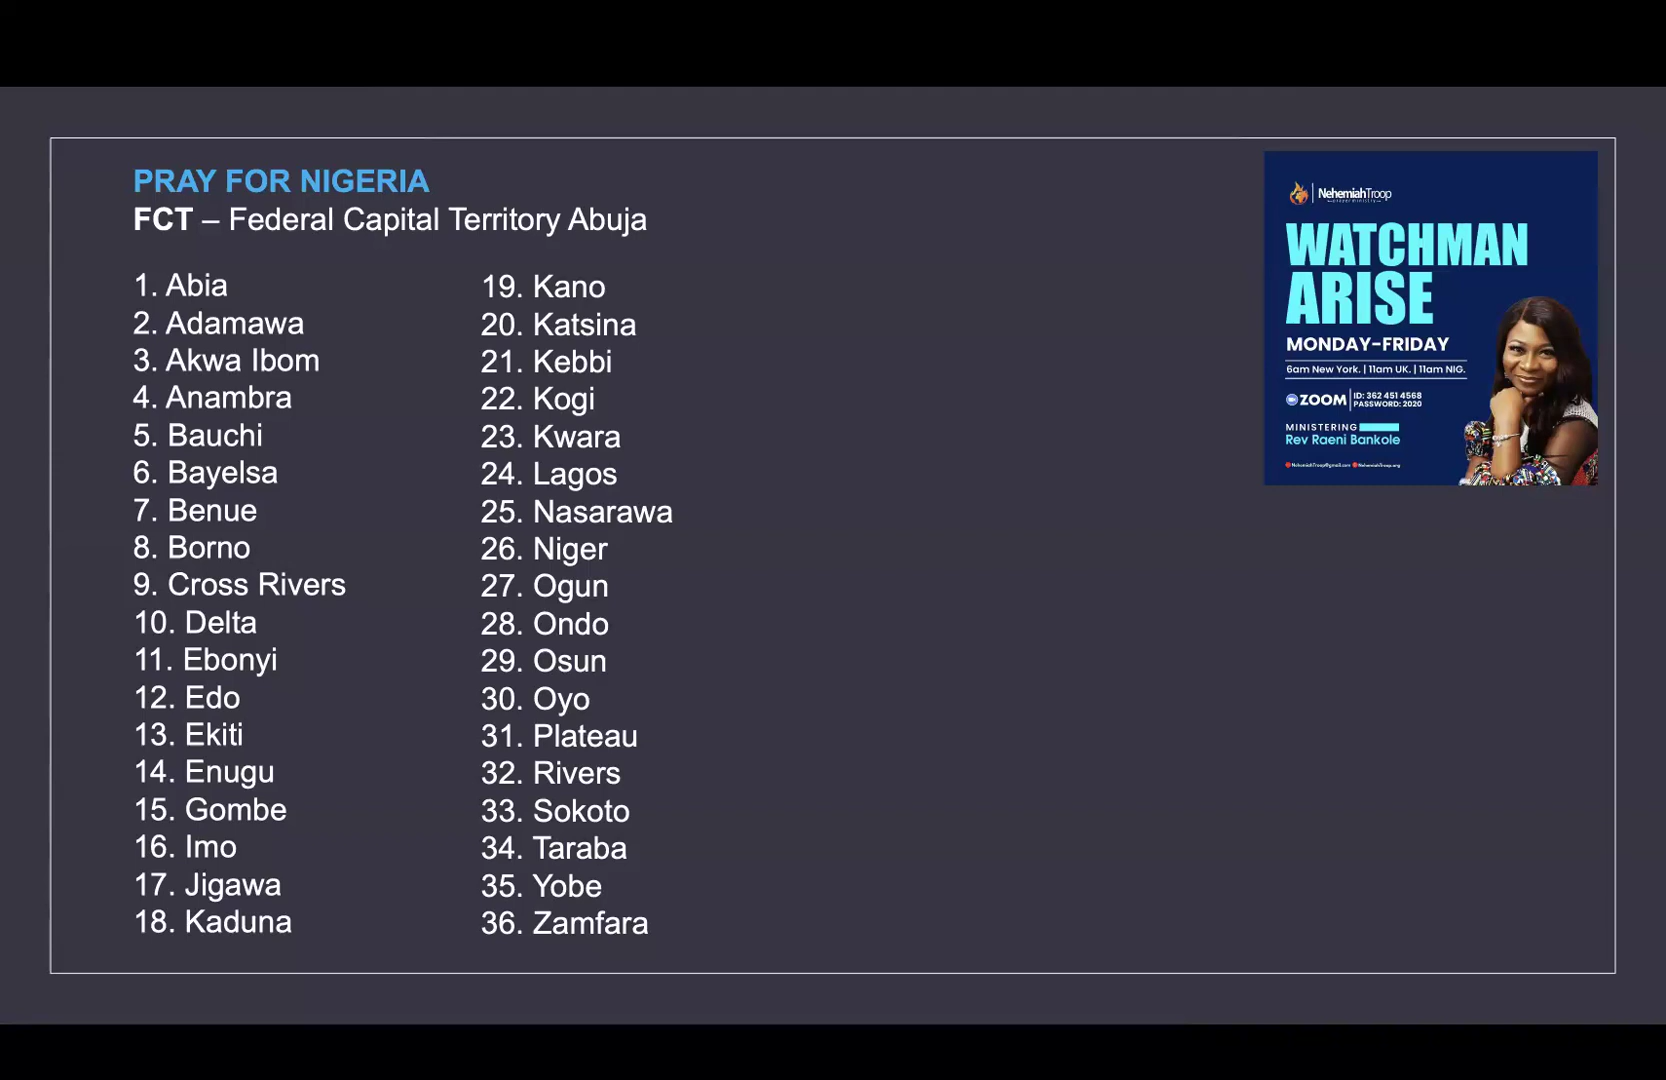 PRAY FOR NIGERIA
FCT – Federal Capital Territory Abuja
1. Abia
2. Adamawa
3. Akwa Ibom
4. Anambra
5. Bauchi
6. Bayelsa
7. Benue
8. Borno
9. Cross Rivers
10. Delta
11. Ebonyi
12. Edo
13. Ekiti
14. Enugu
15. Gombe
16. Imo
17. Jigawa
18. Kaduna
19. Kano
20. Katsina
21. Kebbi
22. Kogi
23. Kwara
24. Lagos
25. Nasarawa
26. Niger
27. Ogun
28. Ondo
29. Osun
30. Oyo
31. Plateau
32. Rivers
33. Sokoto
34. Taraba
35. Yobe
36. Zamfara
NehemiahTroop
WATCHMAN
ARISE
MONDAY-FRIDAY
6am New York. | 11am UK. | 11am NIG.
ZOOM
ID: 362 451 4568
PASSWORD: 2020
MINISTERING
Rev Raeni Bankole
NehemiahTroop@gmail.com NehemiahTroop.org